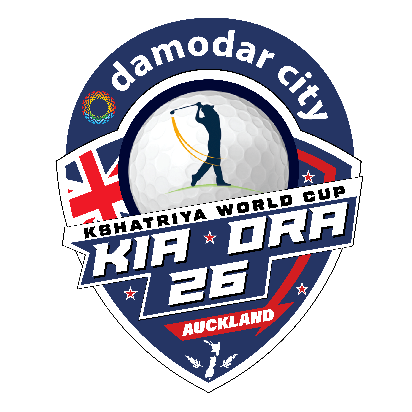 damodar city
KSHATRIYA WORLD CUP
KIA ORA
26
AUCKLAND